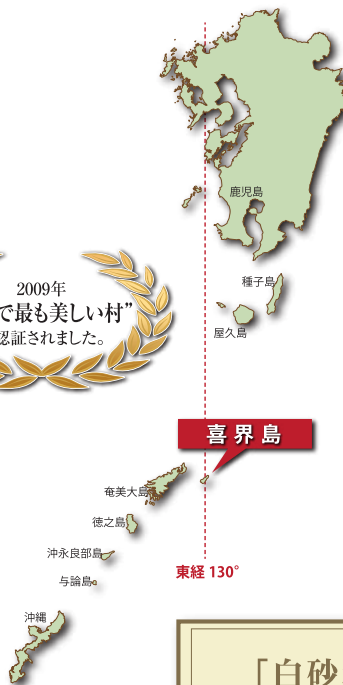 鹿児島
種子島
屋久島
2009年
で最も美しい村”
認証されました。
喜界島
奄美大島
徳之島
沖永良部島
与論島
東経 130°
沖縄
「白砂